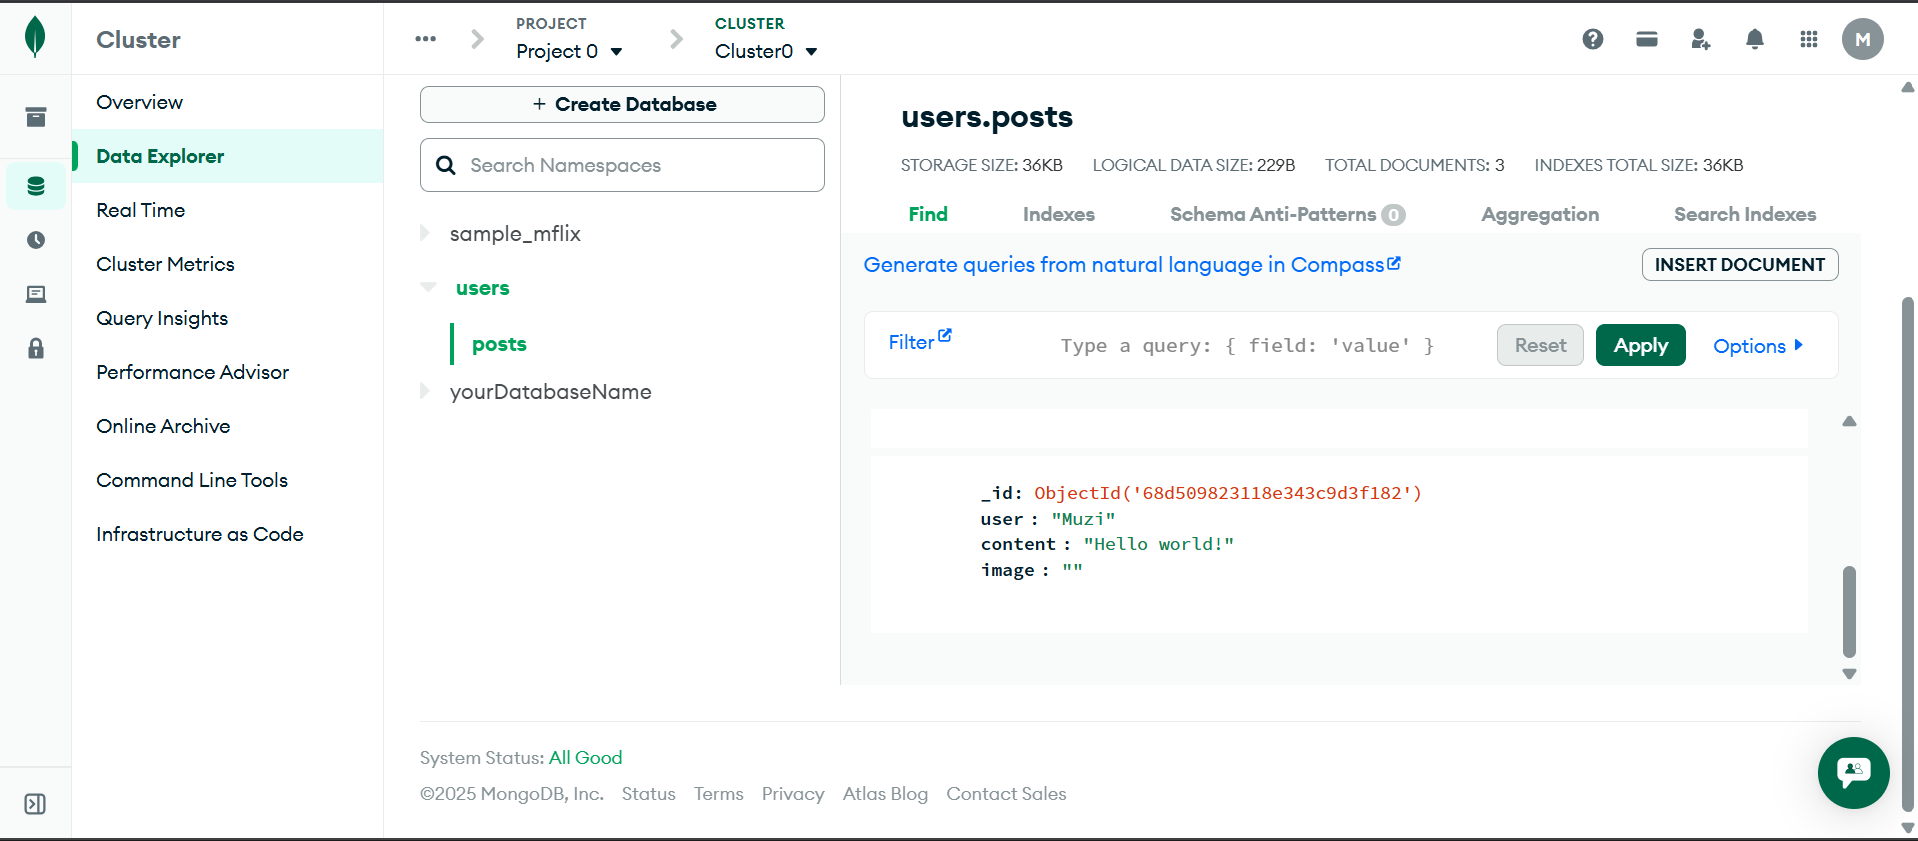 Cluster
PROJECT
Project 0
CLUSTER
Cluster0
M
Overview
Data Explorer
Real Time
Cluster Metrics
Query Insights
Performance Advisor
Online Archive
Command Line Tools
Infrastructure as Code
+ Create Database
Search Namespaces
sample_mflix
users
posts
yourDatabaseName
users.posts
STORAGE SIZE: 36KB LOGICAL DATA SIZE: 229B TOTAL DOCUMENTS: 3 INDEXES TOTAL SIZE: 36KB
Find Indexes Schema Anti-Patterns 0 Aggregation Search Indexes
Generate queries from natural language in Compass
INSERT DOCUMENT
Filter Type a query: { field: 'value' } Reset Apply Options
_id: ObjectId('68d509823118e343c9d3f182')
user : "Muzi"
content : "Hello world!"
image : ""
System Status: All Good
©2025 MongoDB, Inc. Status Terms Privacy Atlas Blog Contact Sales